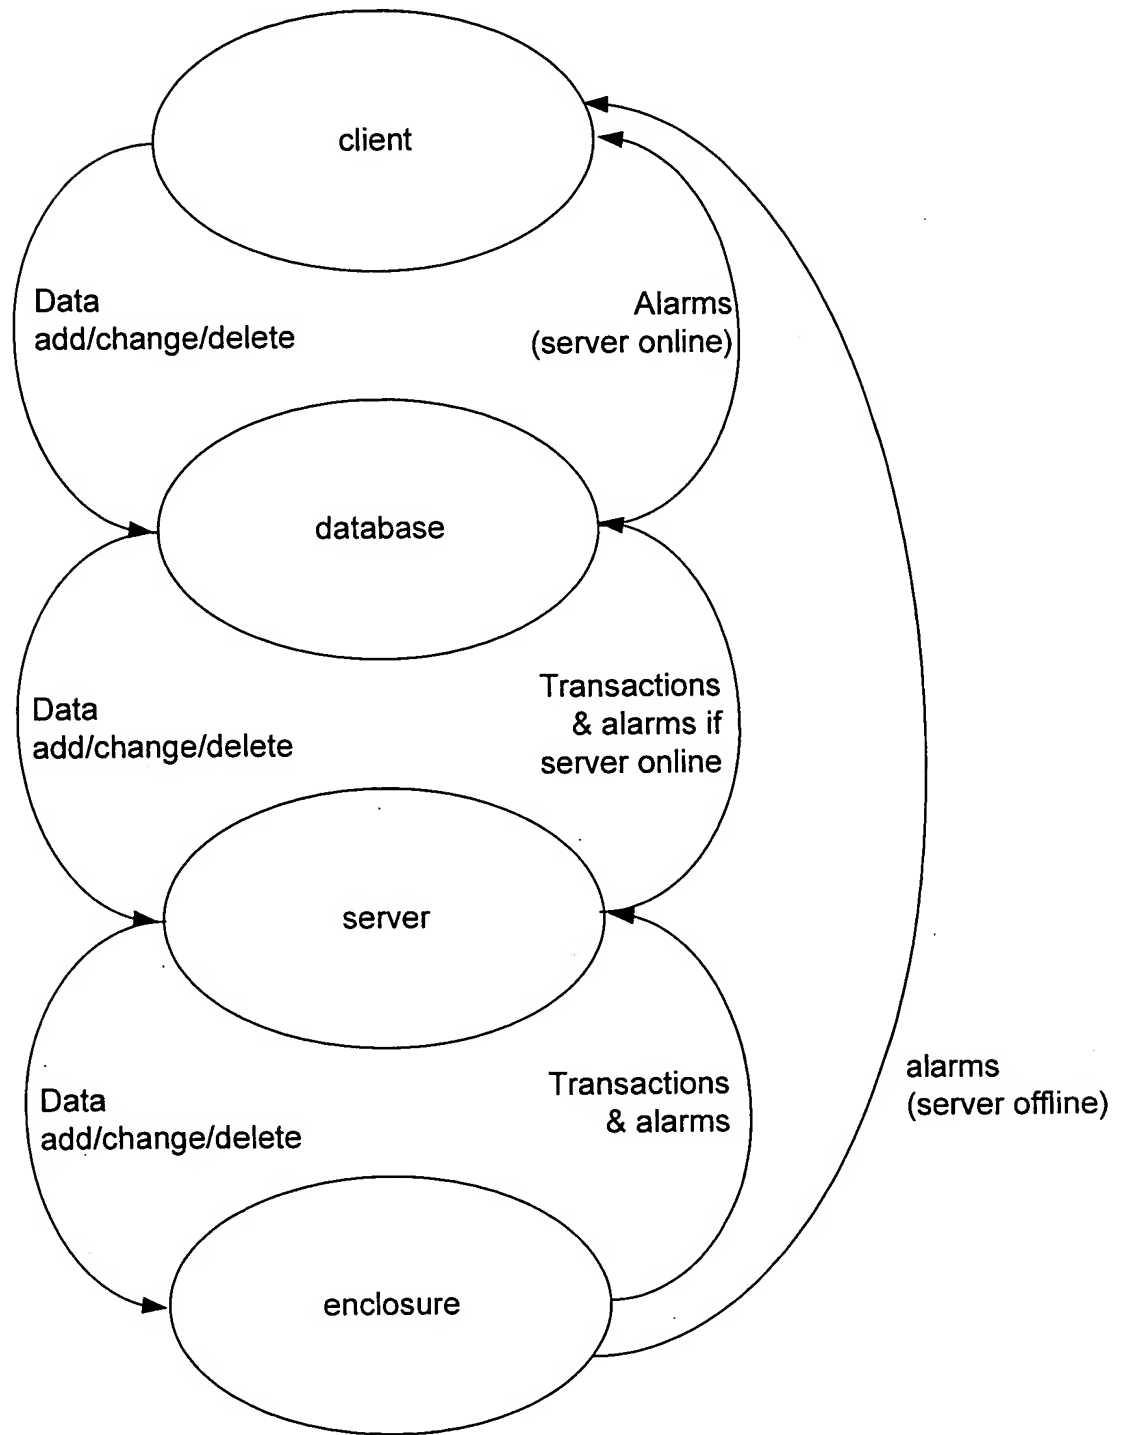 client
Data
add/change/delete
Alarms
(server online)
database
Data
add/change/delete
Transactions
& alarms if
server online
server
Data
add/change/delete
Transactions
& alarms
alarms
(server offline)
enclosure